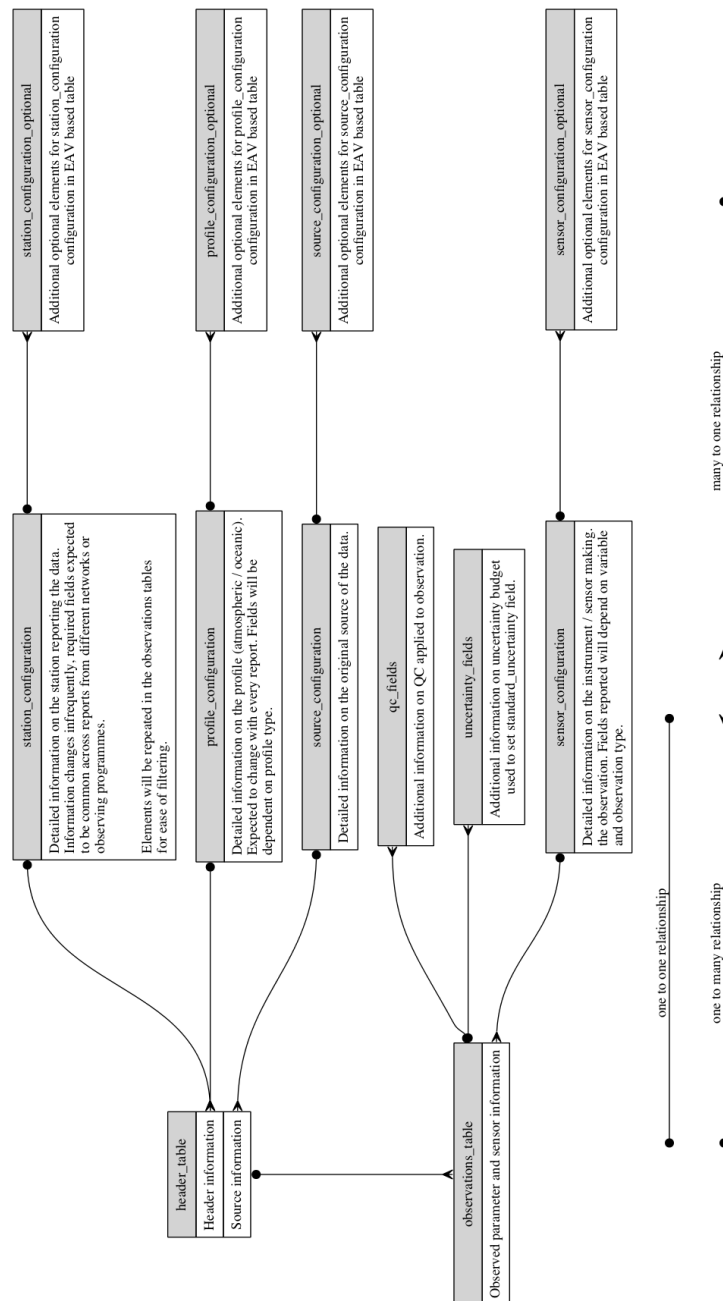 header_table
Header information
Source information
observations_table
Observed parameter and sensor information
station_configuration
Detailed information on the station reporting the data.
Information changes infrequently, required fields expected
to be common across reports from different networks or
observing programmes.
Elements will be repeated in the observations tables
for ease of filtering.
profile_configuration
Detailed information on the profile (atmospheric / oceanic).
Expected to change with every report. Fields will be
dependent on profile type.
source_configuration
Detailed information on the original source of the data.
qc_fields
Additional information on QC applied to observation.
uncertainty_fields
Additional information on uncertainty budget
used to set standard_uncertainty field.
sensor_configuration
Detailed information on the instrument / sensor making.
the observation. Fields reported will depend on variable
and observation type.
station_configuration_optional
Additional optional elements for station_configuration
configuration in EAV based table
profile_configuration_optional
Additional optional elements for profile_configuration
configuration in EAV based table
source_configuration_optional
Additional optional elements for source_configuration
configuration in EAV based table
sensor_configuration_optional
Additional optional elements for sensor_configuration
configuration in EAV based table
one to one relationship
one to many relationship
many to one relationship